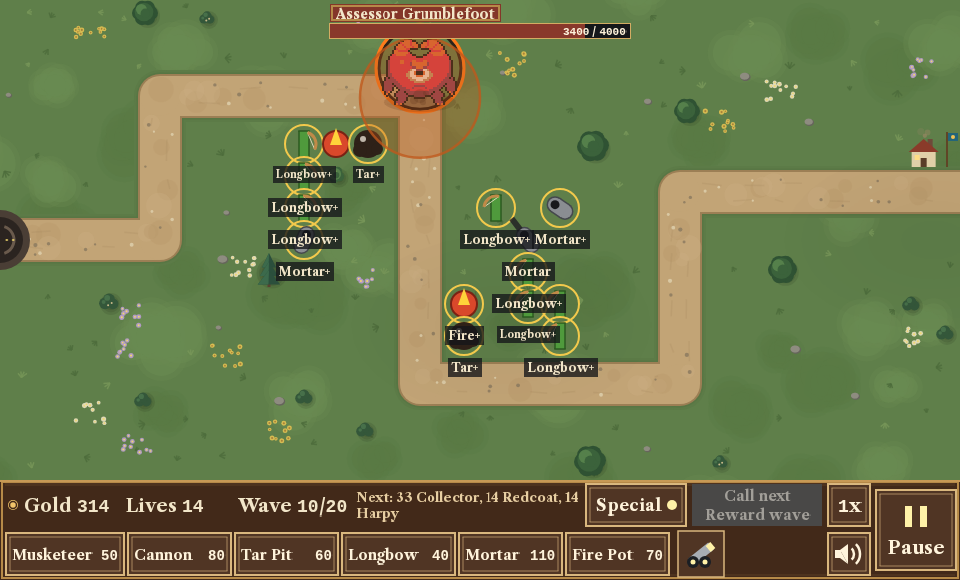 Assessor Grumblefoot
3400 / 4000
Longbow+ Tar+
Longbow+
Longbow+
Mortar+
Longbow+ Mortar+
Mortar
Longbow+
Fire+ Longbow+
Tar+ Longbow+
Gold 314 Lives 14 Wave 10/20
Next: 33 Collector, 14 Redcoat, 14
Harpy
Special
Call next
Reward wave
1x
Pause
Musketeer 50 Cannon 80 Tar Pit 60 Longbow 40 Mortar 110 Fire Pot 70